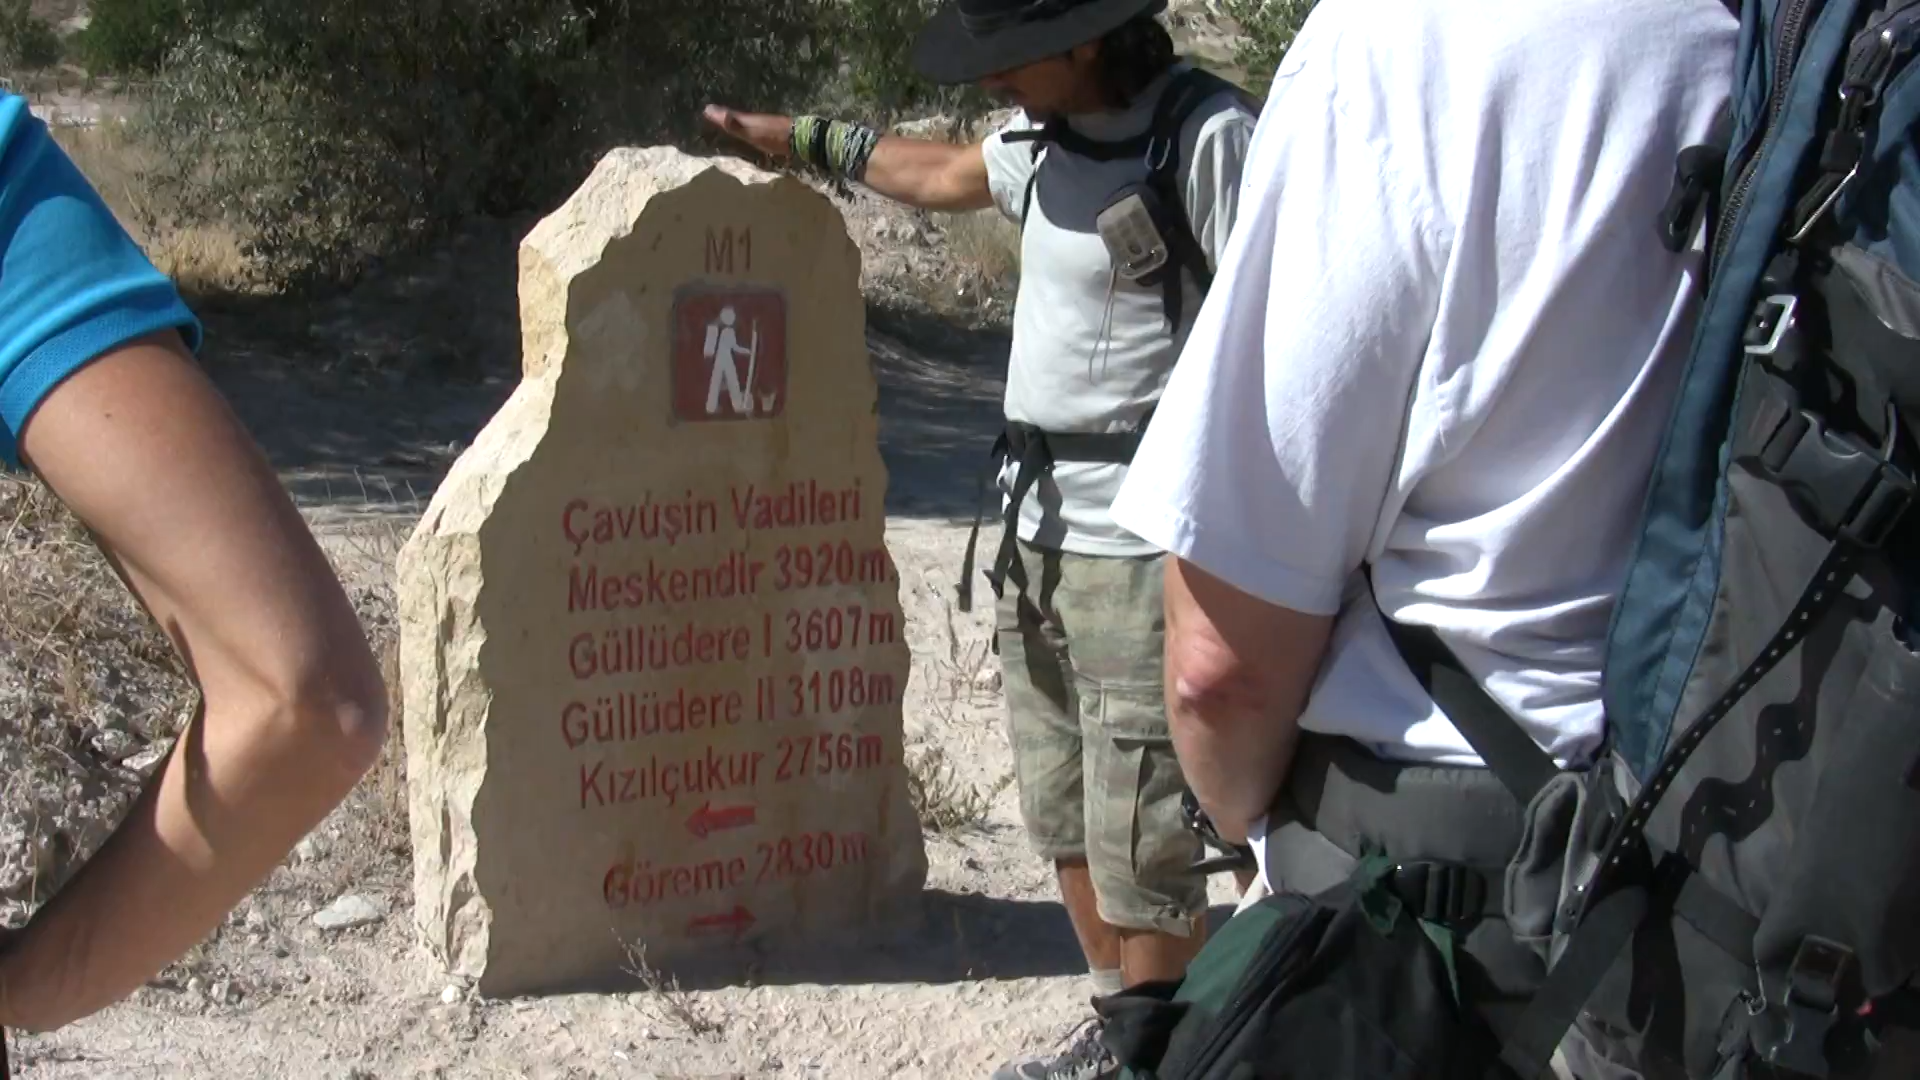 M1
Çavuşin Vadileri
Meskendir 3920m.
Güllüdere I 3607m
Güllüdere II 3108m
Kızılçukur 2756m.
Göreme 2830m